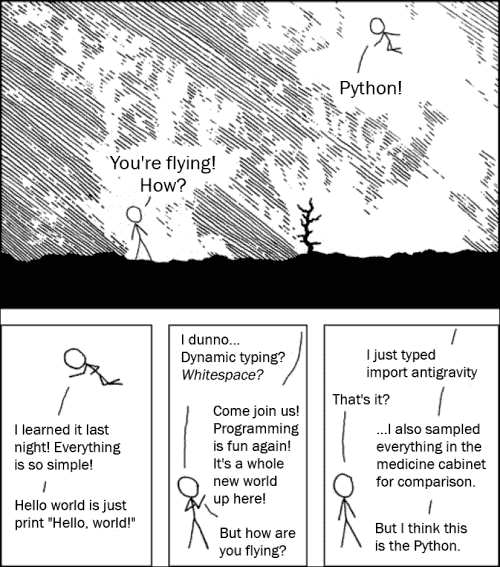 You're flying!
How?
Python!
I learned it last
night! Everything
is so simple!
Hello world is just
print "Hello, world!"
I dunno...
Dynamic typing?
Whitespace?
Come join us!
Programming
is fun again!
It's a whole
new world
up here!
But how are
you flying?
I just typed
import antigravity
That's it?
...I also sampled
everything in the
medicine cabinet
for comparison.
But I think this
is the Python.